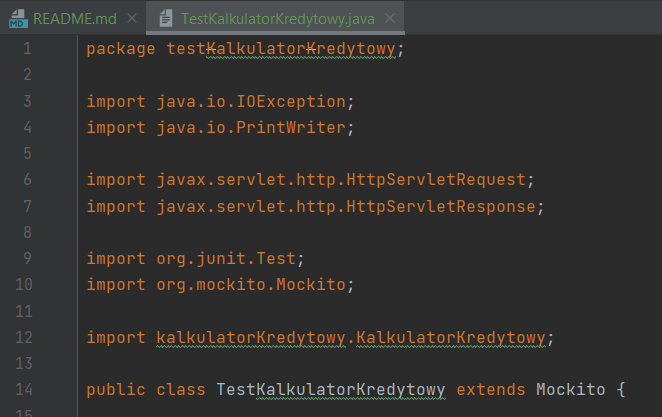 README.md TestKalkulatorKredytowy.java
1 package testKalkulatorKredytowy;
2
3 import java.io.IOException;
4 import java.io.PrintWriter;
5
6 import javax.servlet.http.HttpServletRequest;
7 import javax.servlet.http.HttpServletResponse;
8
9 import org.junit.Test;
10 import org.mockito.Mockito;
11
12 import kalkulatorKredytowy.KalkulatorKredytowy;
13
14 public class TestKalkulatorKredytowy extends Mockito {
15